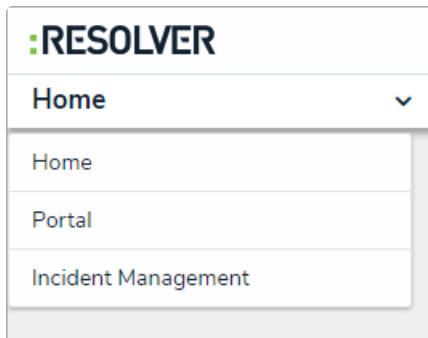 :RESOLVER
Home
Home
Portal
Incident Management